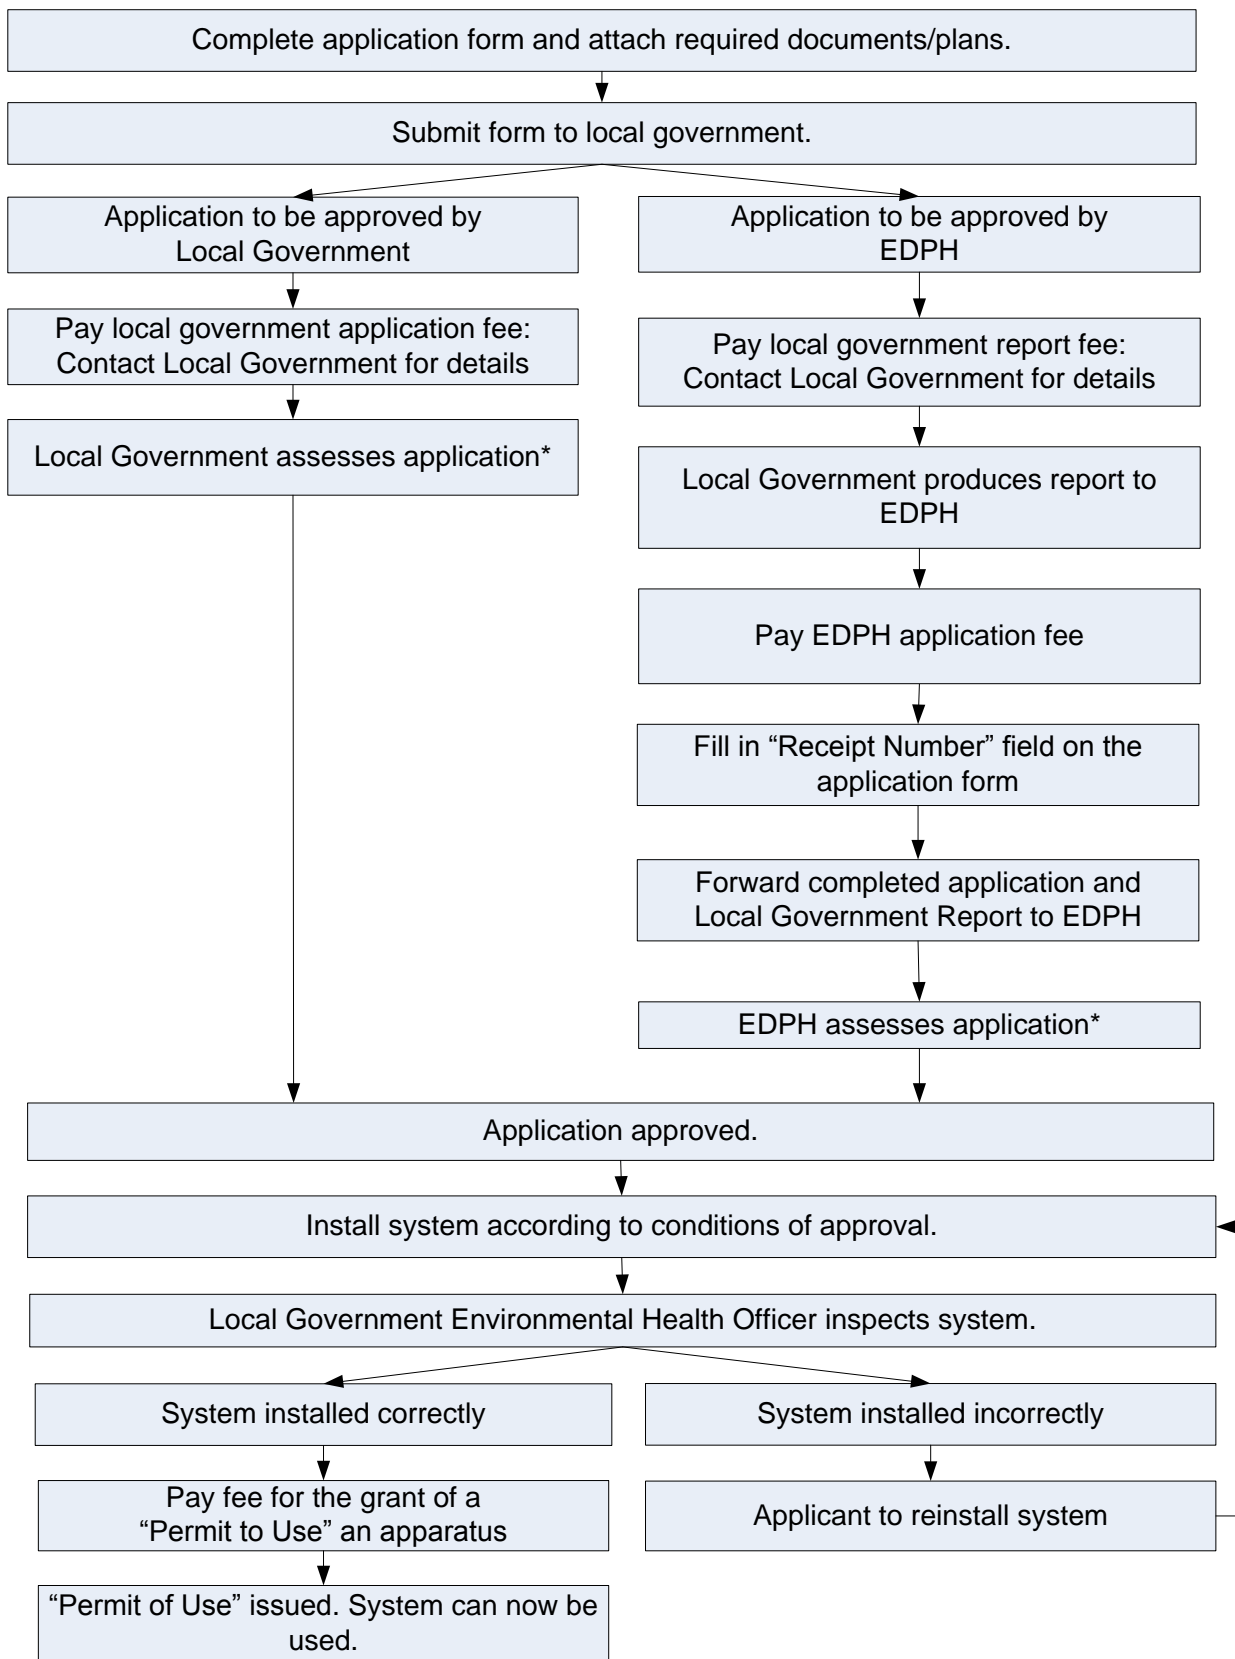 Complete application form and attach required documents/plans.
Submit form to local government.
Application to be approved by
Local Government
Pay local government application fee:
Contact Local Government for details
Local Government assesses application*
Application to be approved by
EDPH
Pay local government report fee:
Contact Local Government for details
Local Government produces report to
EDPH
Pay EDPH application fee
Fill in “Receipt Number” field on the
application form
Forward completed application and
Local Government Report to EDPH
EDPH assesses application*
Application approved.
Install system according to conditions of approval.
Local Government Environmental Health Officer inspects system.
System installed correctly
Pay fee for the grant of a
“Permit to Use” an apparatus
“Permit of Use” issued. System can now be
used.
System installed incorrectly
Applicant to reinstall system